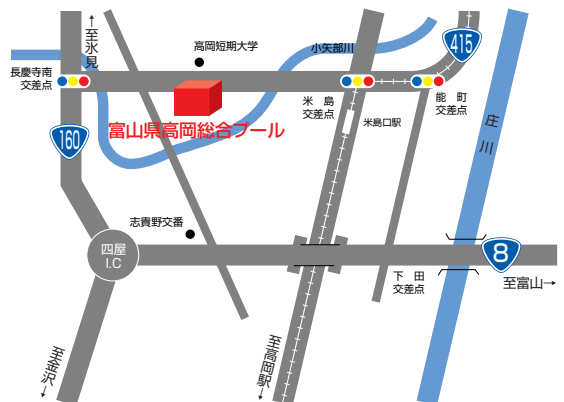 ←至氷見
高岡短期大学
小矢部川
415
長慶寺南
交差点
米島
交差点
能町
交差点
富山県高岡総合プール
米島口駅
160
庄川
志貴野交番
四屋
I.C
8
下田
交差点
至富山→
至金沢→
至高岡駅→